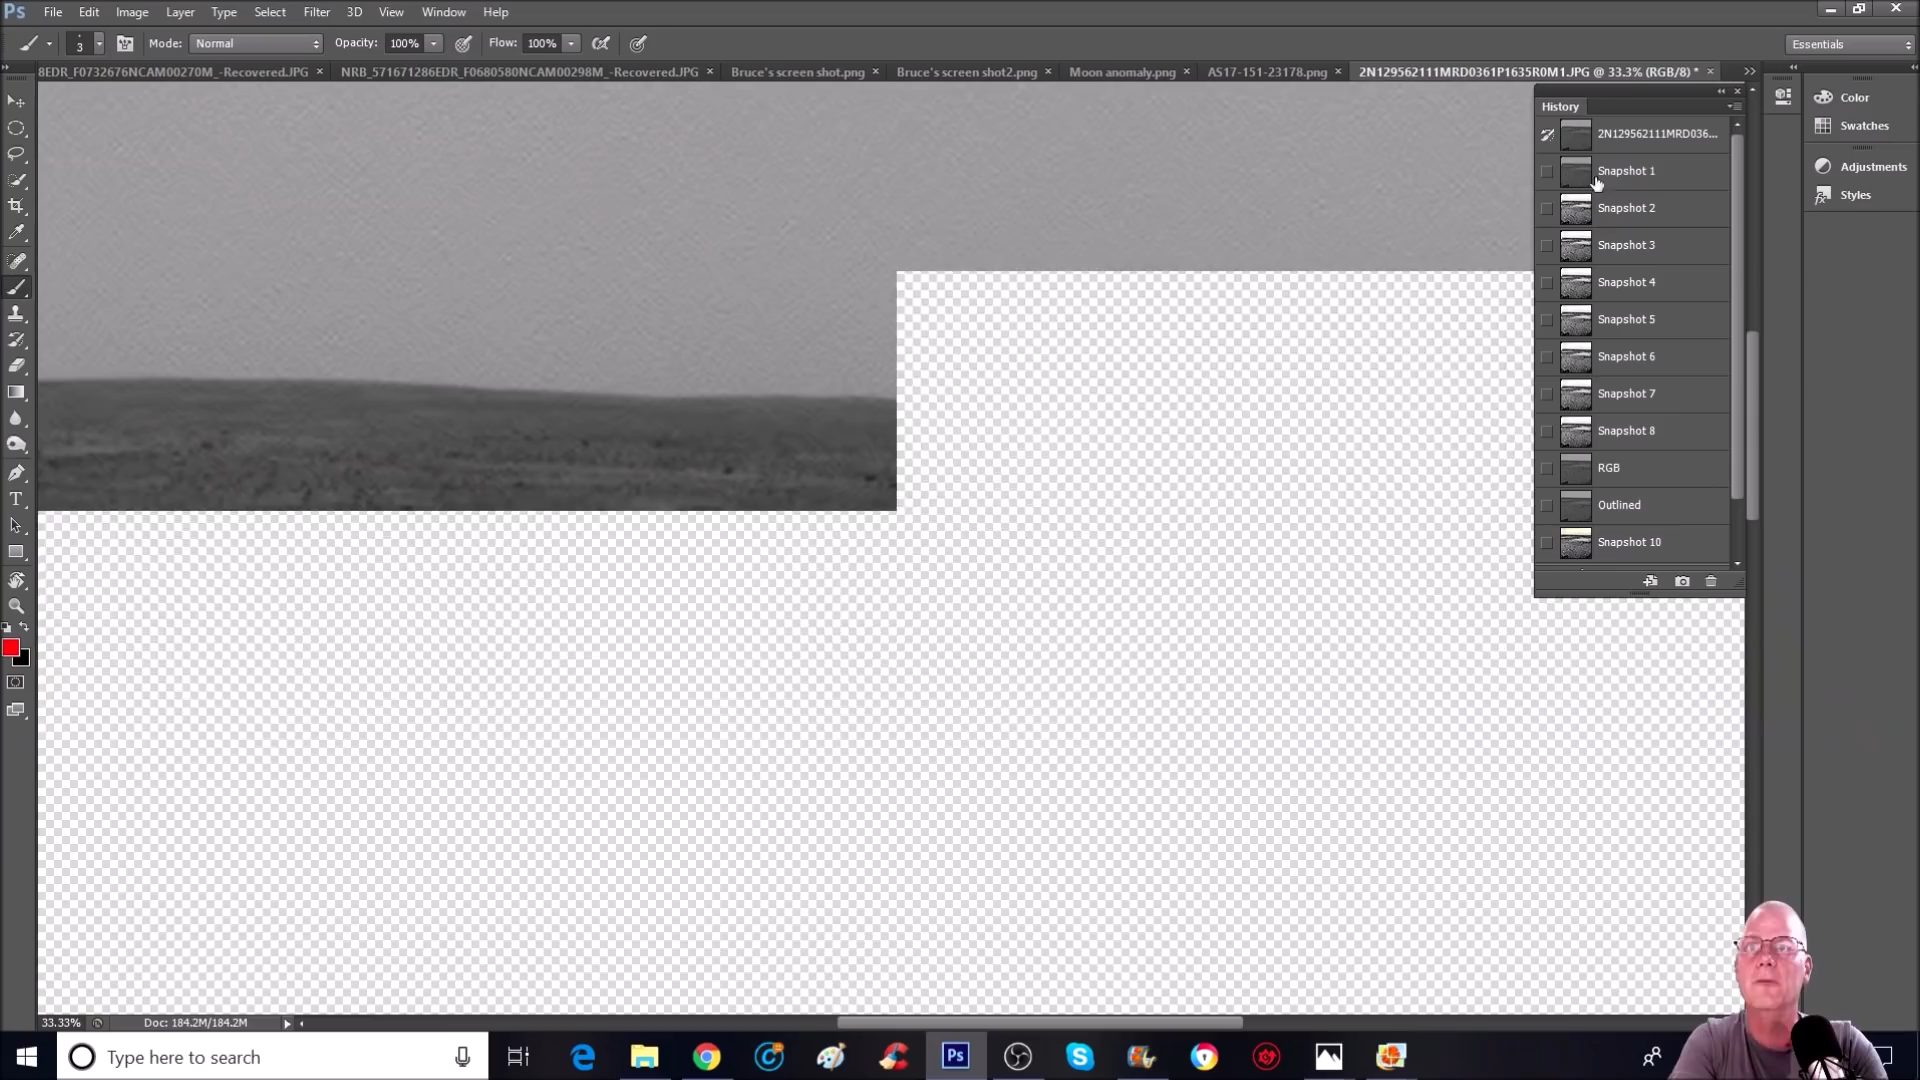 Ps File Edit Image Layer Type Select Filter 3D View Window Help
3 Mode: Normal Opacity: 100% Flow: 100% Essentials
8EDR_F0732676NCAM00270M_-Recovered.JPG × NRB_571671286EDR_F0680580NCAM00298M_-Recovered.JPG × Bruce's screen shot.png × Bruce's screen shot2.png × Moon anomaly.png × AS17-151-23178.png × 2N129562111MRD0361P1635R0M1.JPG @ 33.3% (RGB/8) * ×
History
2N129562111MRD036...
Snapshot 1
Snapshot 2
Snapshot 3
Snapshot 4
Snapshot 5
Snapshot 6
Snapshot 7
Snapshot 8
RGB
Outlined
Snapshot 10
Color
Swatches
Adjustments
Styles
33.33% Doc: 184.2M/184.2M
Type here to search
Ps